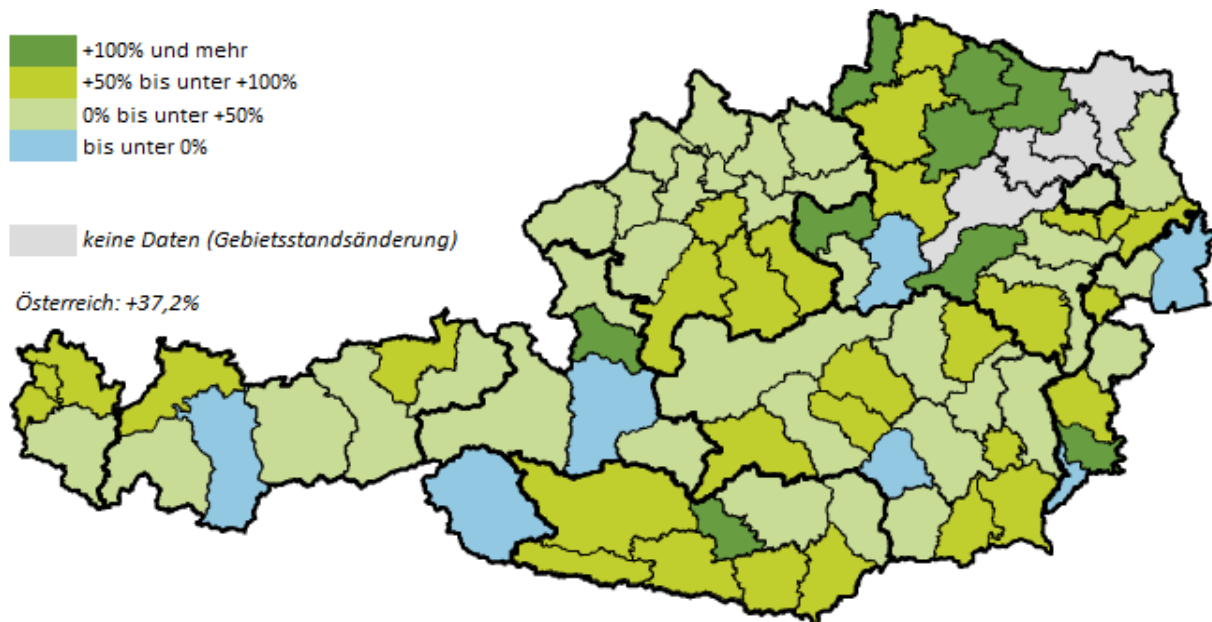 +100% und mehr
+50% bis unter +100%
0% bis unter +50%
bis unter 0%
keine Daten (Gebietsstandsänderung)
Österreich: +37,2%